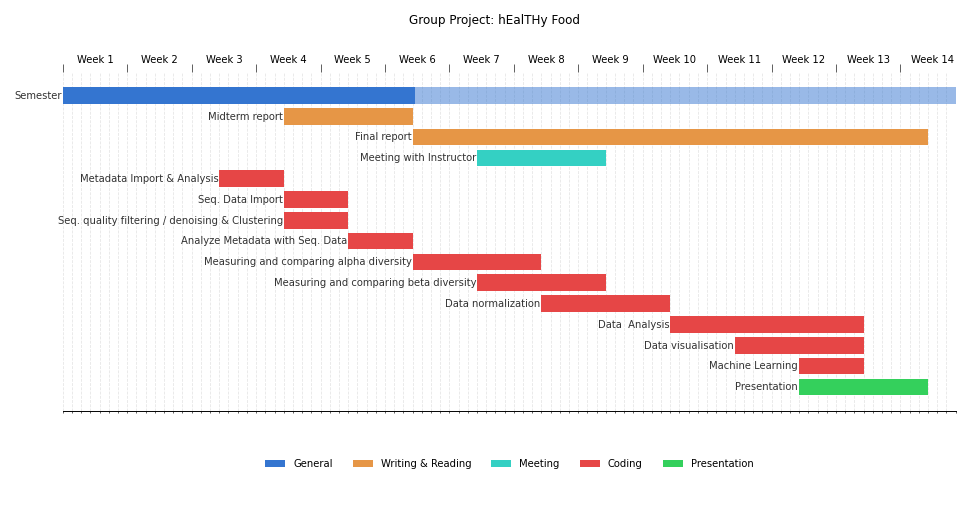 Group Project: hEalTHy Food
Week 1 Week 2 Week 3 Week 4 Week 5 Week 6 Week 7 Week 8 Week 9 Week 10 Week 11 Week 12 Week 13 Week 14
Semester
Midterm report
Final report
Meeting with Instructor
Metadata Import & Analysis
Seq. Data Import
Seq. quality filtering / denoising & Clustering
Analyze Metadata with Seq. Data
Measuring and comparing alpha diversity
Measuring and comparing beta diversity
Data normalization
Data  Analysis
Data visualisation
Machine Learning
Presentation
General Writing & Reading Meeting Coding Presentation